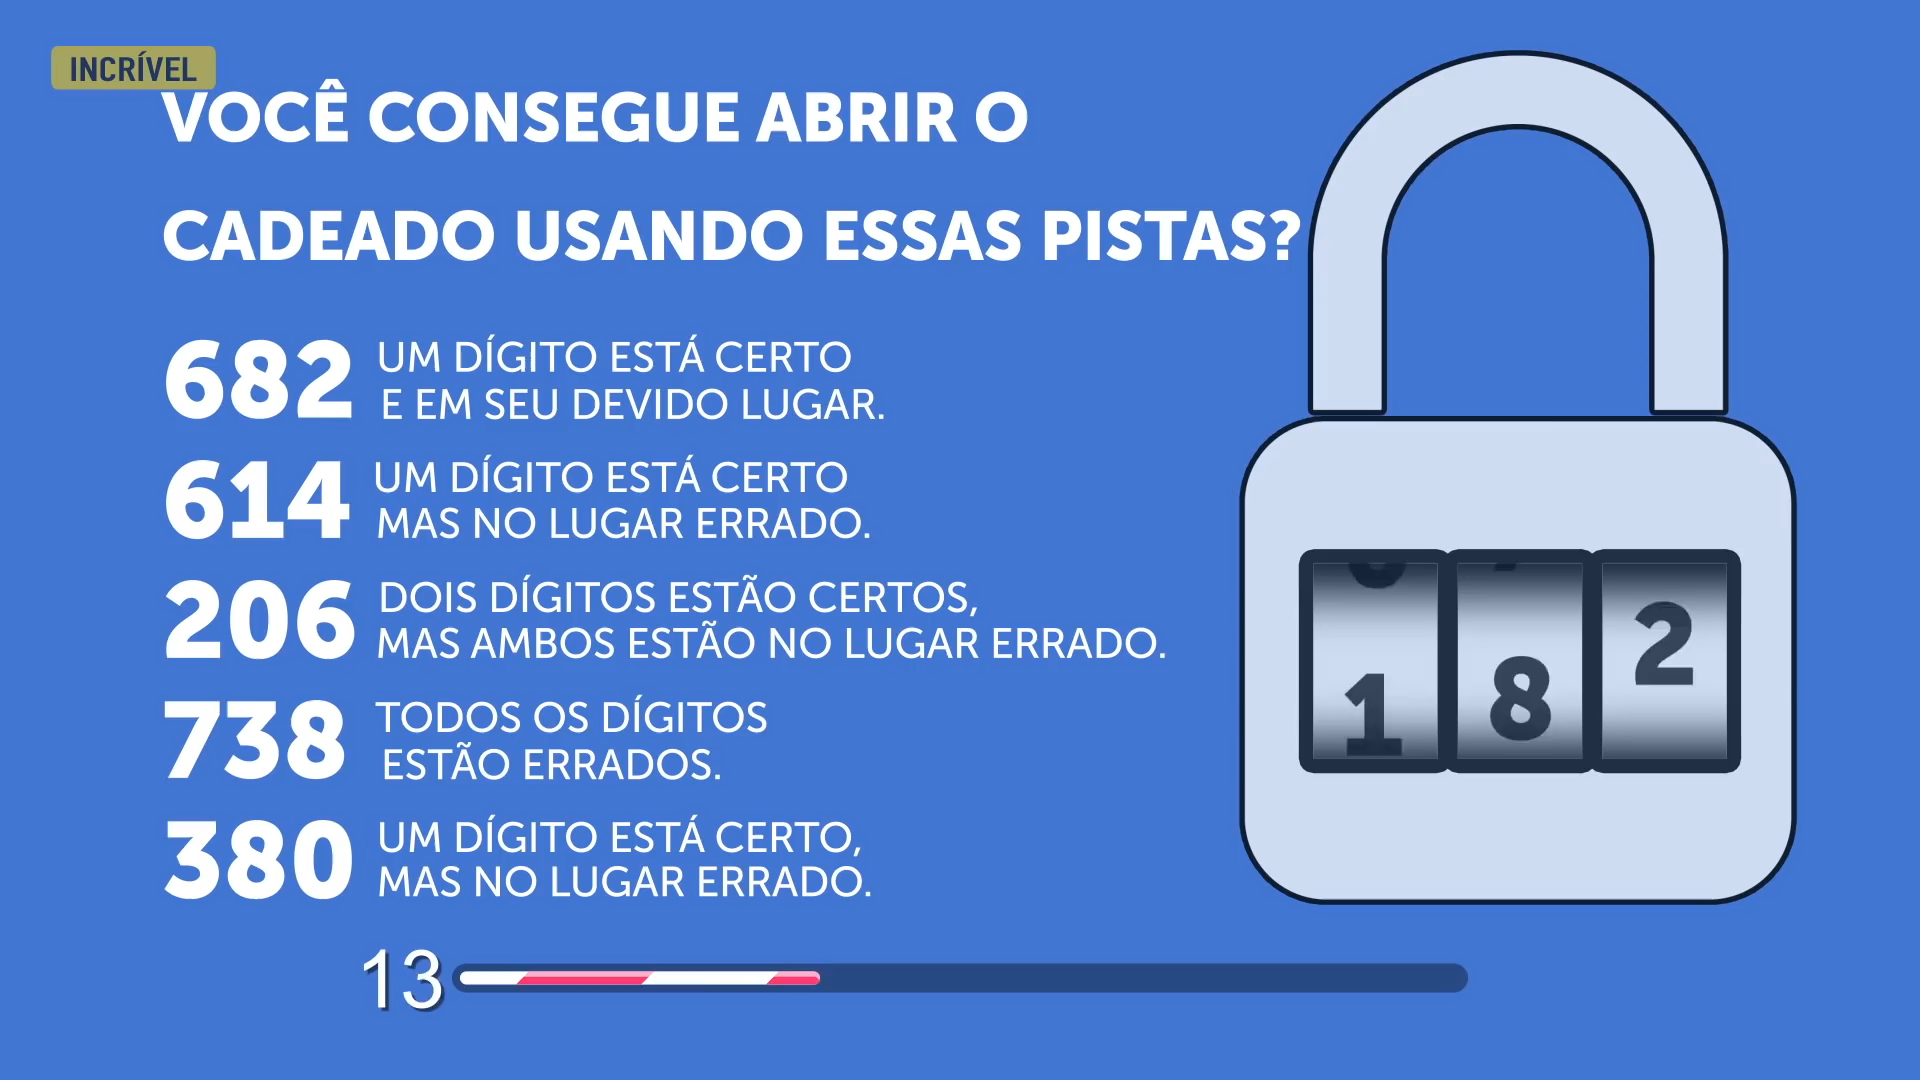 INCRÍVEL
VOCÊ CONSEGUE ABRIR O
CADEADO USANDO ESSAS PISTAS?
682 UM DÍGITO ESTÁ CERTO
E EM SEU DEVIDO LUGAR.
614 UM DÍGITO ESTÁ CERTO
MAS NO LUGAR ERRADO.
206 DOIS DÍGITOS ESTÃO CERTOS,
MAS AMBOS ESTÃO NO LUGAR ERRADO.
738 TODOS OS DÍGITOS
ESTÃO ERRADOS.
380 UM DÍGITO ESTÁ CERTO,
MAS NO LUGAR ERRADO.
1 8 2
13